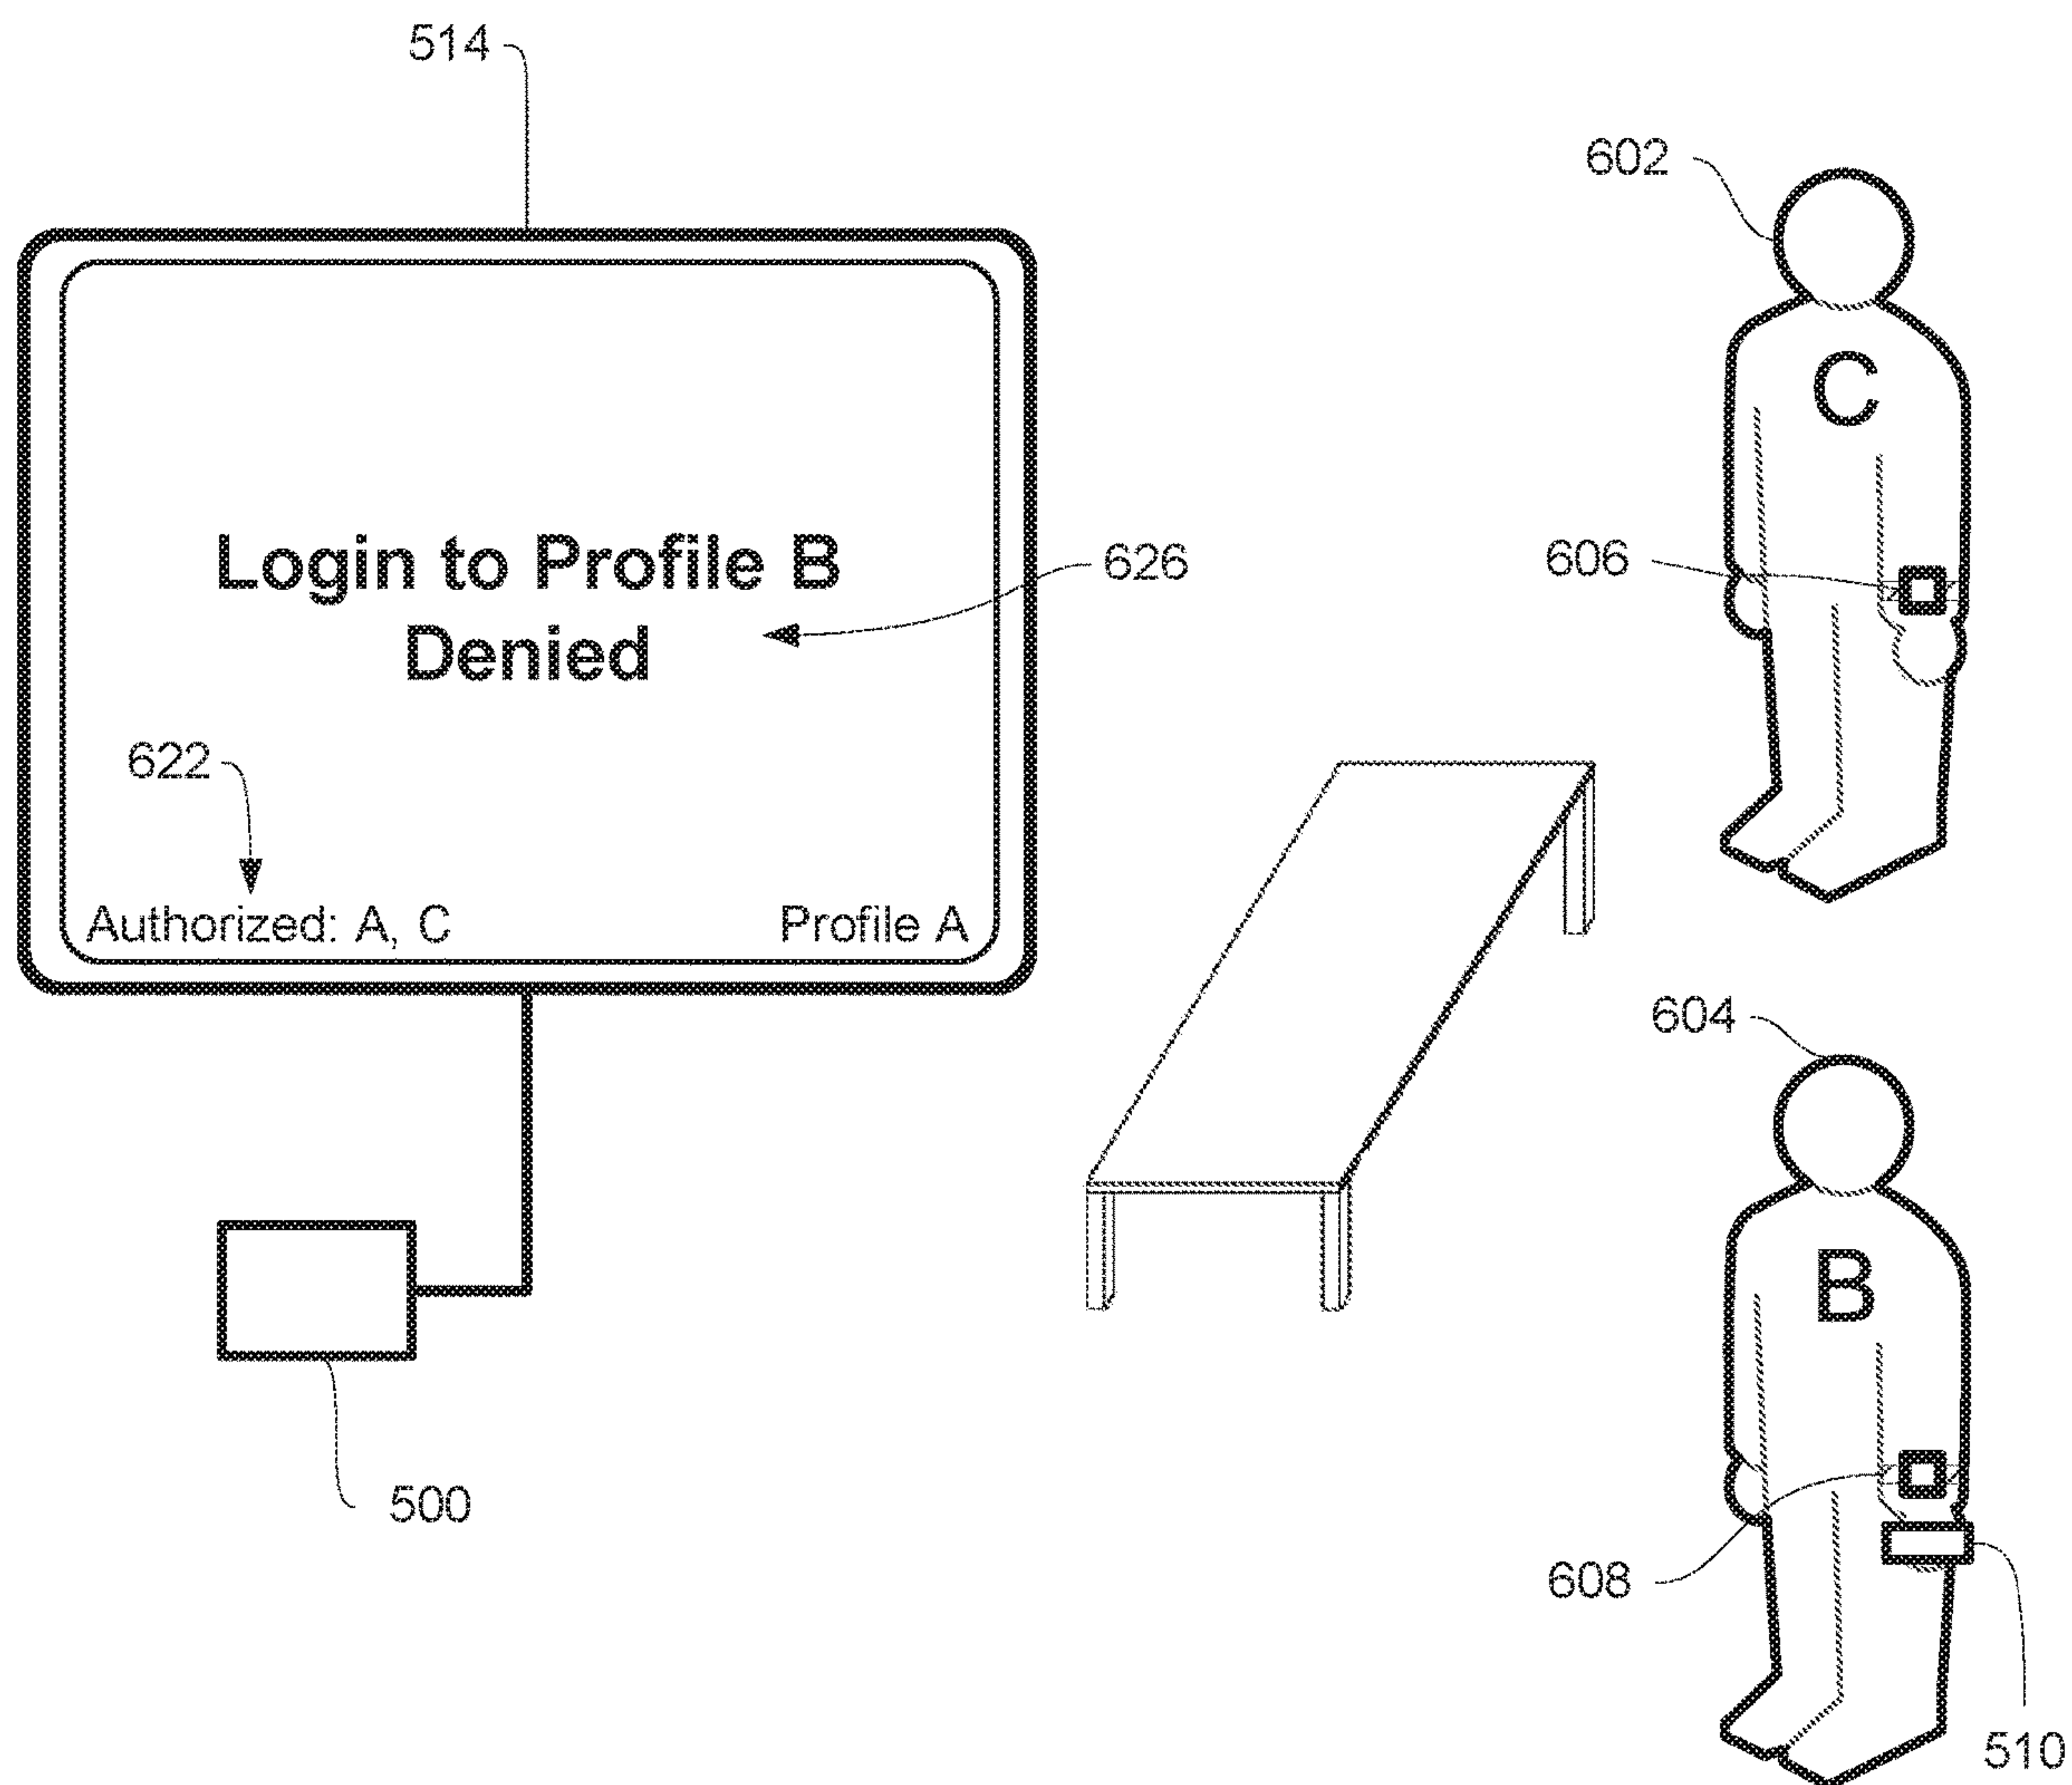 514
602
C
606
Login to Profile B
Denied
626
622
Authorized: A, C
Profile A
604
B
500
608
510